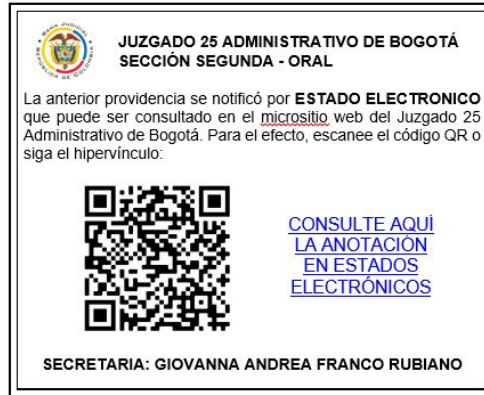 JUZGADO 25 ADMINISTRATIVO DE BOGOTÁ
SECCIÓN SEGUNDA - ORAL
La anterior providencia se notificó por ESTADO ELECTRONICO
que puede ser consultado en el micrositio web del Juzgado 25
Administrativo de Bogotá. Para el efecto, escanee el código QR o
siga el hipervínculo:
CONSULTE AQUÍ
LA ANOTACIÓN
EN ESTADOS
ELECTRÓNICOS
SECRETARIA: GIOVANNA ANDREA FRANCO RUBIANO